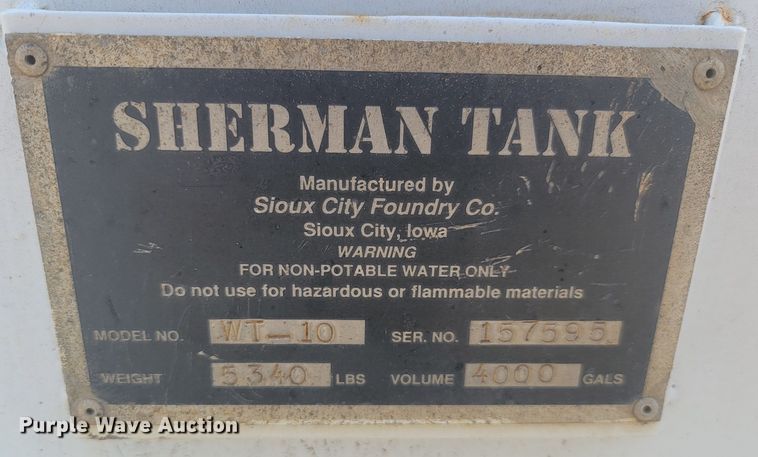 SHERMAN TANK
Manufactured by
Sioux City Foundry Co.
Sioux City, Iowa
WARNING
FOR NON-POTABLE WATER ONLY
Do not use for hazardous or flammable materials
MODEL NO. WT-10 SER. NO. 157595
WEIGHT 5340 LBS VOLUME 4000 GALS
Purple Wave Auction